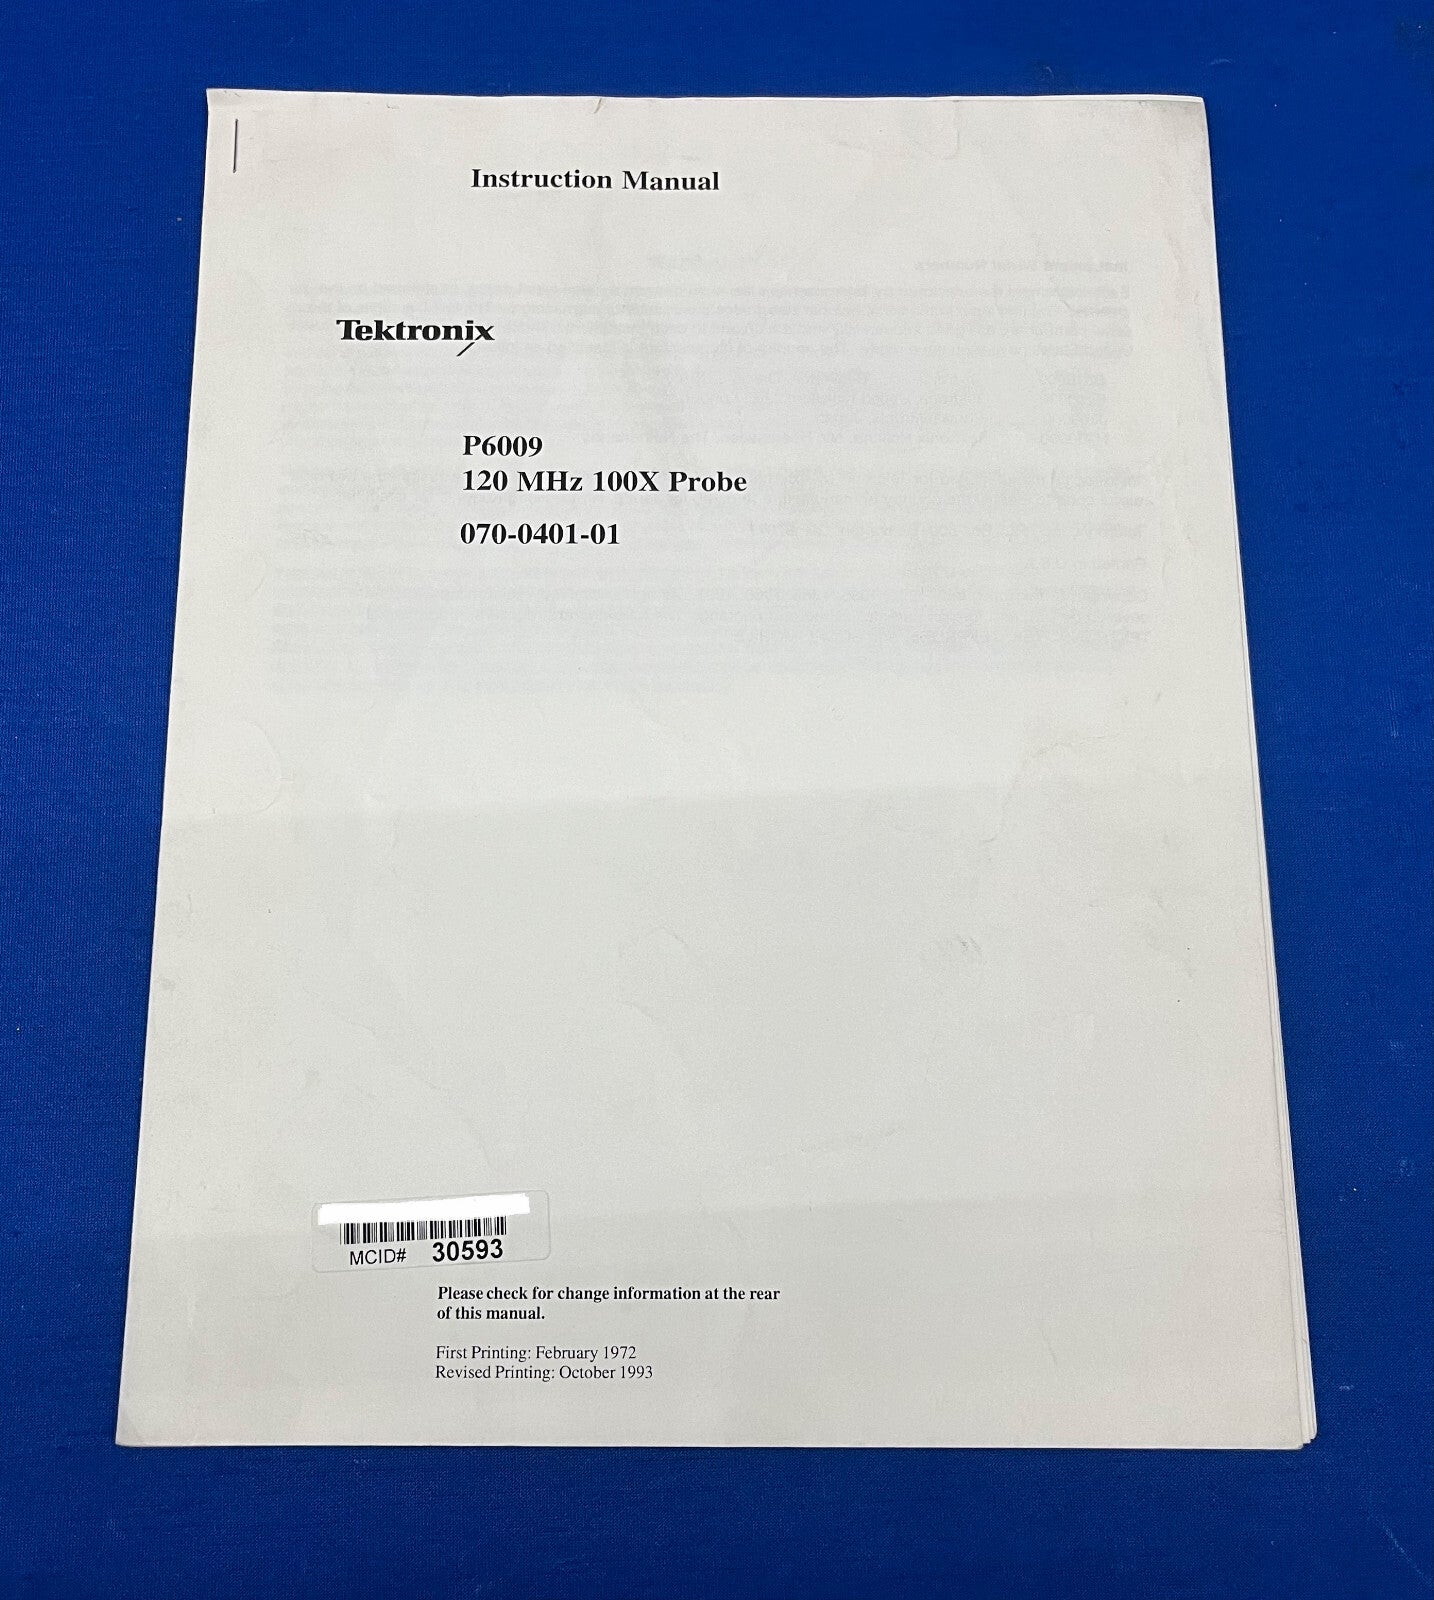 Instruction Manual
Tektronix
P6009
120 MHz 100X Probe
070-0401-01
MCID# 30593
Please check for change information at the rear
of this manual.
First Printing: February 1972
Revised Printing: October 1993